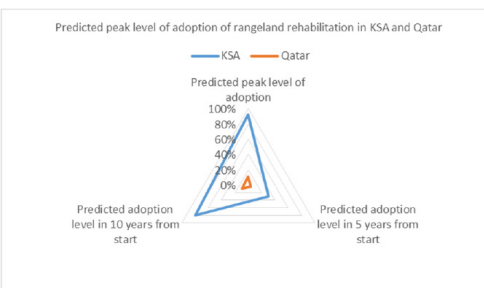 Predicted peak level of adoption of rangeland rehabilitation in KSA and Qatar
KSA
Qatar
Predicted peak level of
adoption
100%
80%
60%
40%
20%
0%
Predicted adoption
level in 10 years from
start
Predicted adoption
level in 5 years from
start